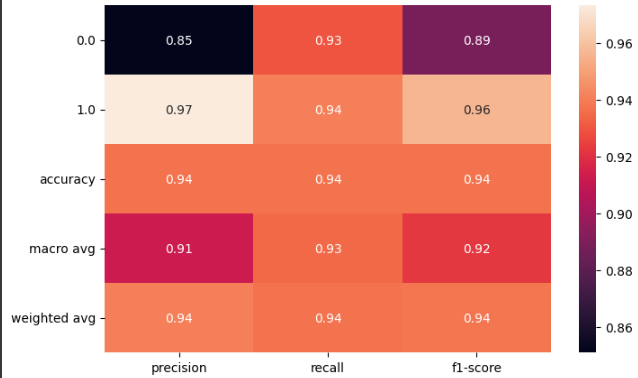 0.0 0.85 0.93 0.89
1.0 0.97 0.94 0.96
accuracy 0.94 0.94 0.94
macro avg 0.91 0.93 0.92
weighted avg 0.94 0.94 0.94
precision recall f1-score
0.96
0.94
0.92
0.90
0.88
0.86